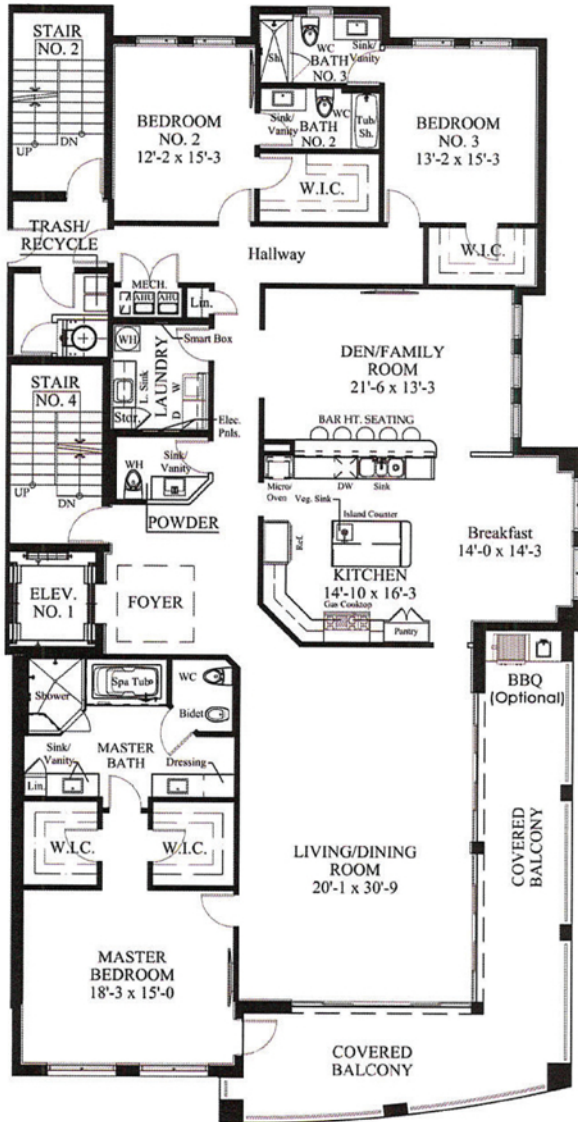 STAIR
NO. 2
UP
DN
BEDROOM
NO. 2
12'-2 x 15'-3
Sh.
WC
Sink/
Vanity
BATH
NO. 3
Sink/
Vanity
WC
BATH
NO. 2
Tub/
Sh.
BEDROOM
NO. 3
13'-2 x 15'-3
W.I.C.
W.I.C.
TRASH/
RECYCLE
Hallway
MECH.
AHU
AHU
Lin.
Smart Box
WH
L. Sink
LAUNDRY
Stor.
D W
Elec.
Pnls.
DEN/FAMILY
ROOM
21'-6 x 13'-3
BAR HT. SEATING
STAIR
NO. 4
UP
DN
WH
Sink/
Vanity
POWDER
Micro/
Oven
DW
Sink
Veg. Sink
Island Counter
Ref.
KITCHEN
14'-10 x 16'-3
Gas Cooktop
Pantry
Breakfast
14'-0 x 14'-3
ELEV.
NO. 1
FOYER
BBQ
(Optional)
Shower
Spa Tub
WC
Bidet
Sink/
Vanity
MASTER
BATH
Dressing
Lin.
W.I.C.
W.I.C.
LIVING/DINING
ROOM
20'-1 x 30'-9
COVERED
BALCONY
MASTER
BEDROOM
18'-3 x 15'-0
COVERED
BALCONY